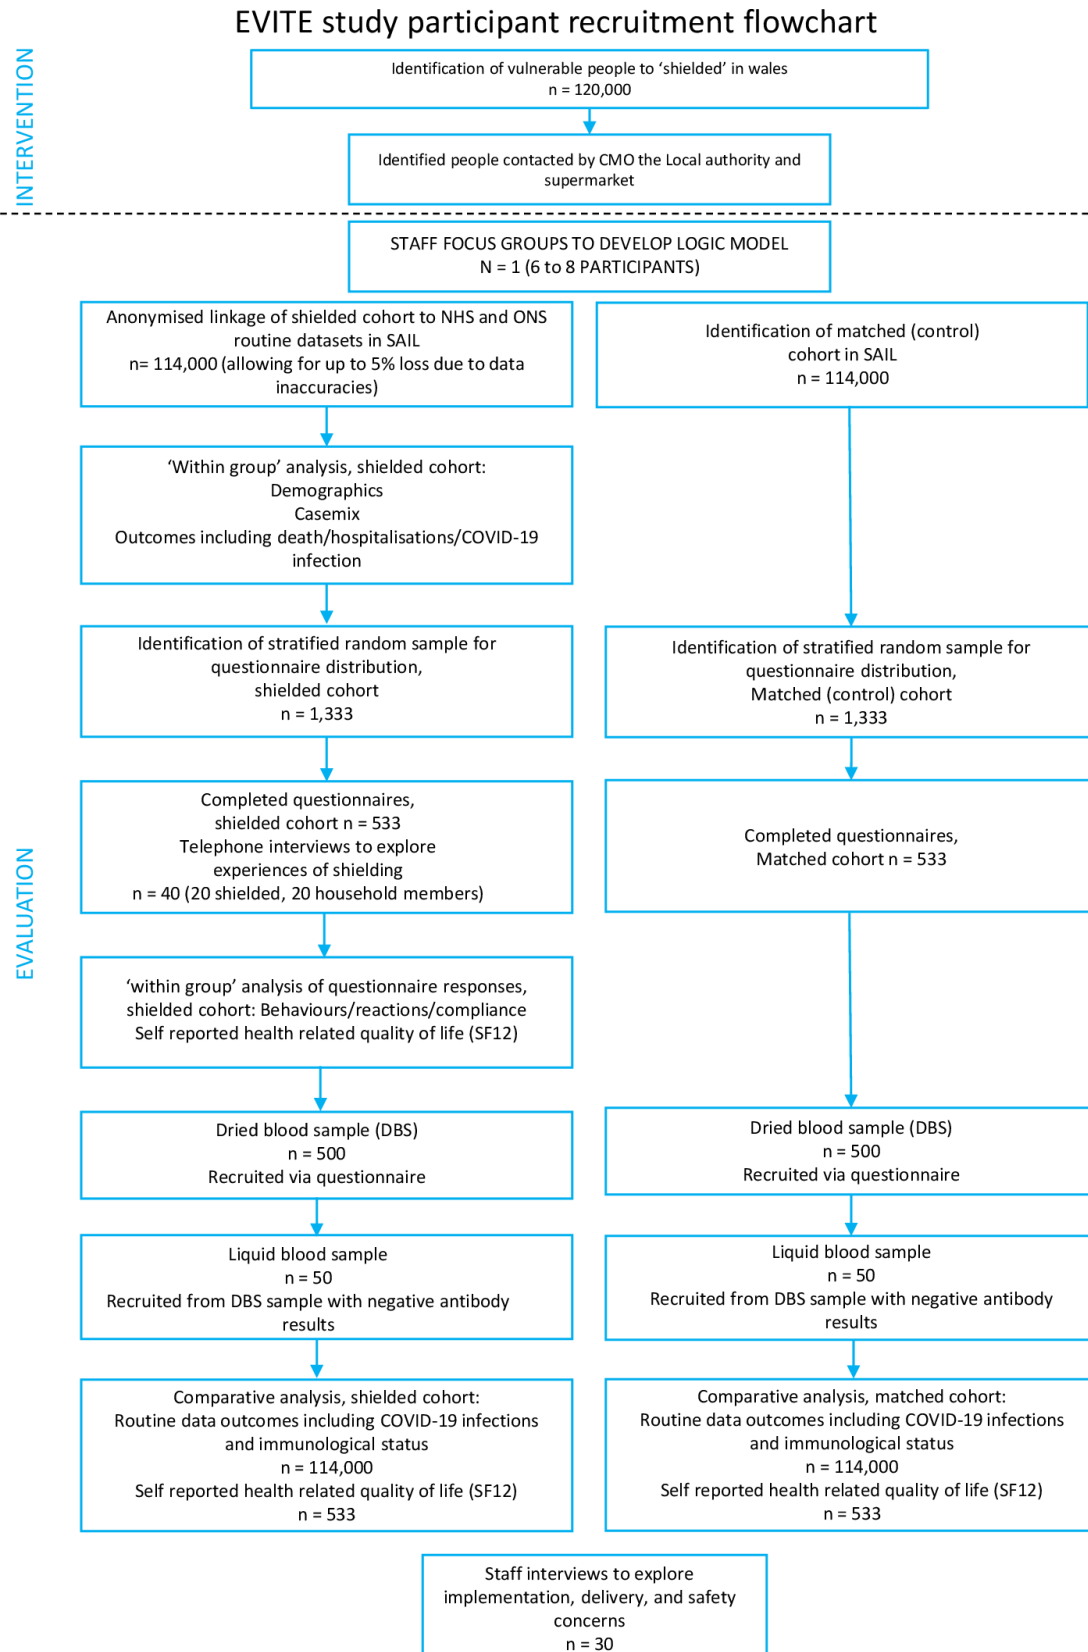 EVITE study participant recruitment flowchart
INTERVENTION
Identification of vulnerable people to ‘shielded’ in wales
n = 120,000
Identified people contacted by CMO the Local authority and
supermarket
STAFF FOCUS GROUPS TO DEVELOP LOGIC MODEL
N = 1 (6 to 8 PARTICIPANTS)
EVALUATION
Anonymised linkage of shielded cohort to NHS and ONS
routine datasets in SAIL
n= 114,000 (allowing for up to 5% loss due to data
inaccuracies)
Identification of matched (control)
cohort in SAIL
n = 114,000
‘Within group’ analysis, shielded cohort:
Demographics
Casemix
Outcomes including death/hospitalisations/COVID-19
infection
Identification of stratified random sample for
questionnaire distribution,
shielded cohort
n = 1,333
Identification of stratified random sample for
questionnaire distribution,
Matched (control) cohort
n = 1,333
Completed questionnaires,
shielded cohort n = 533
Telephone interviews to explore
experiences of shielding
n = 40 (20 shielded, 20 household members)
Completed questionnaires,
Matched cohort n = 533
‘within group’ analysis of questionnaire responses,
shielded cohort: Behaviours/reactions/compliance
Self reported health related quality of life (SF12)
Dried blood sample (DBS)
n = 500
Recruited via questionnaire
Dried blood sample (DBS)
n = 500
Recruited via questionnaire
Liquid blood sample
n = 50
Recruited from DBS sample with negative antibody
results
Liquid blood sample
n = 50
Recruited from DBS sample with negative antibody
results
Comparative analysis, shielded cohort:
Routine data outcomes including COVID-19 infections
and immunological status
n = 114,000
Self reported health related quality of life (SF12)
n = 533
Comparative analysis, matched cohort:
Routine data outcomes including COVID-19 infections
and immunological status
n = 114,000
Self reported health related quality of life (SF12)
n = 533
Staff interviews to explore
implementation, delivery, and safety
concerns
n = 30